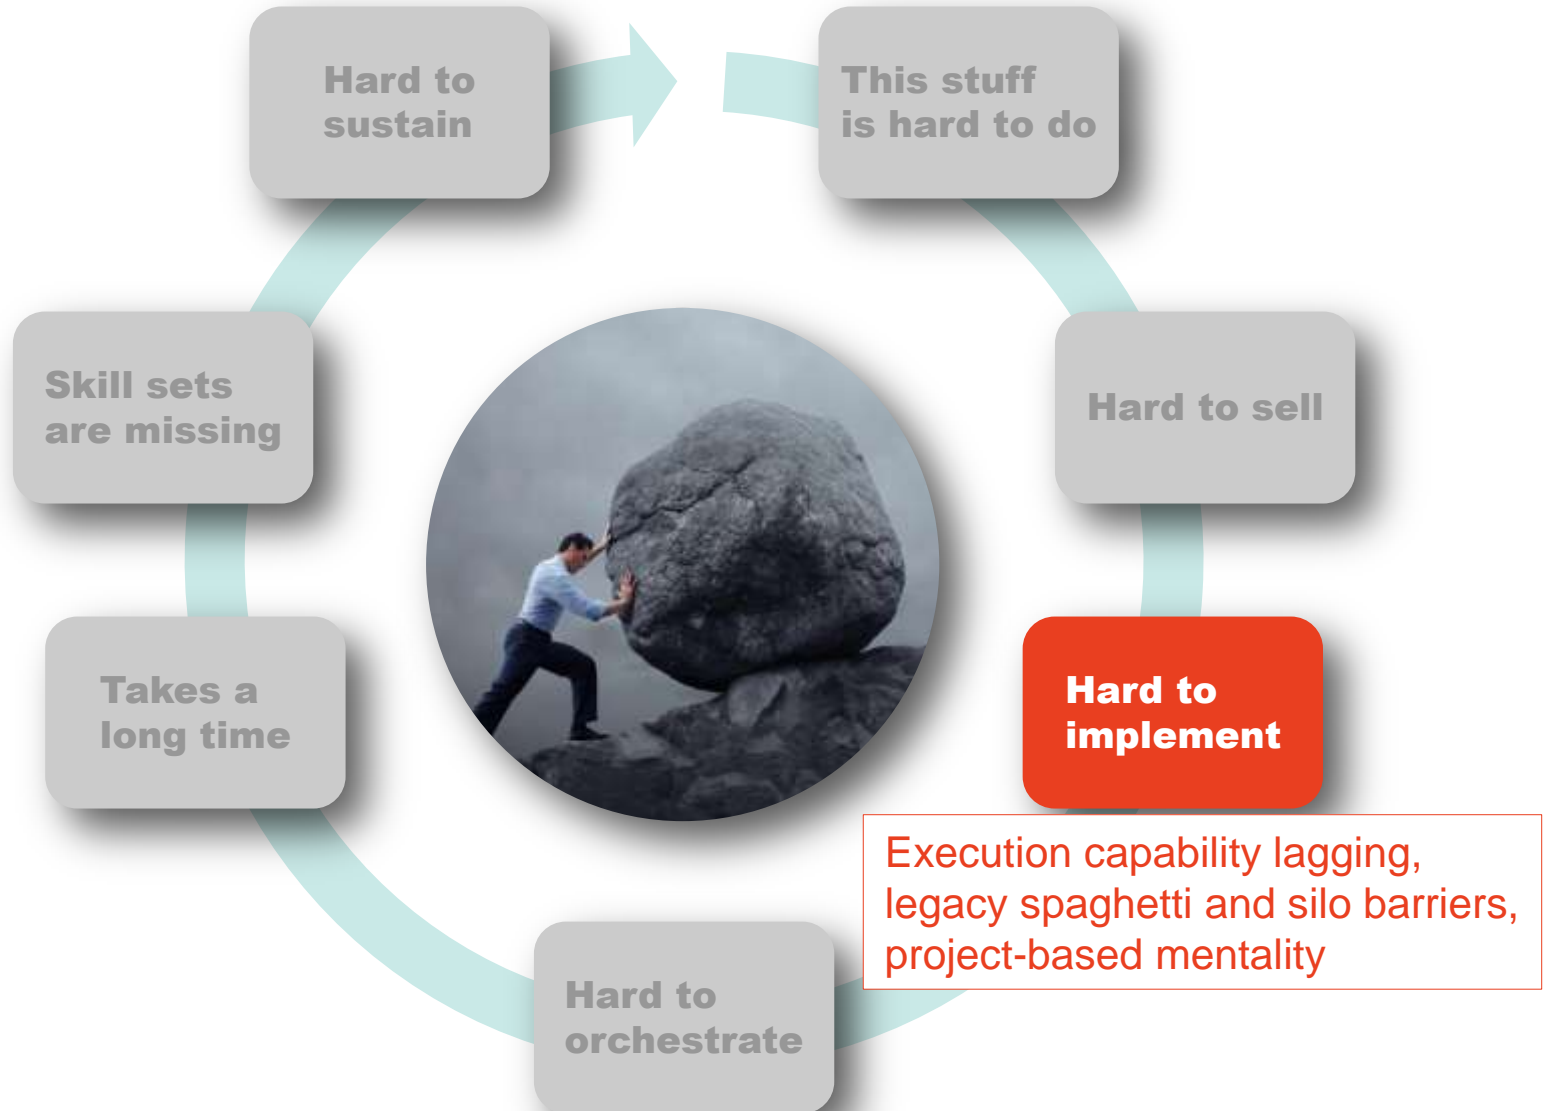 This stuff
is hard to do
Hard to sell
Hard to
implement
Execution capability lagging,
legacy spaghetti and silo barriers,
project-based mentality
Hard to
orchestrate
Takes a
long time
Skill sets
are missing
Hard to
sustain